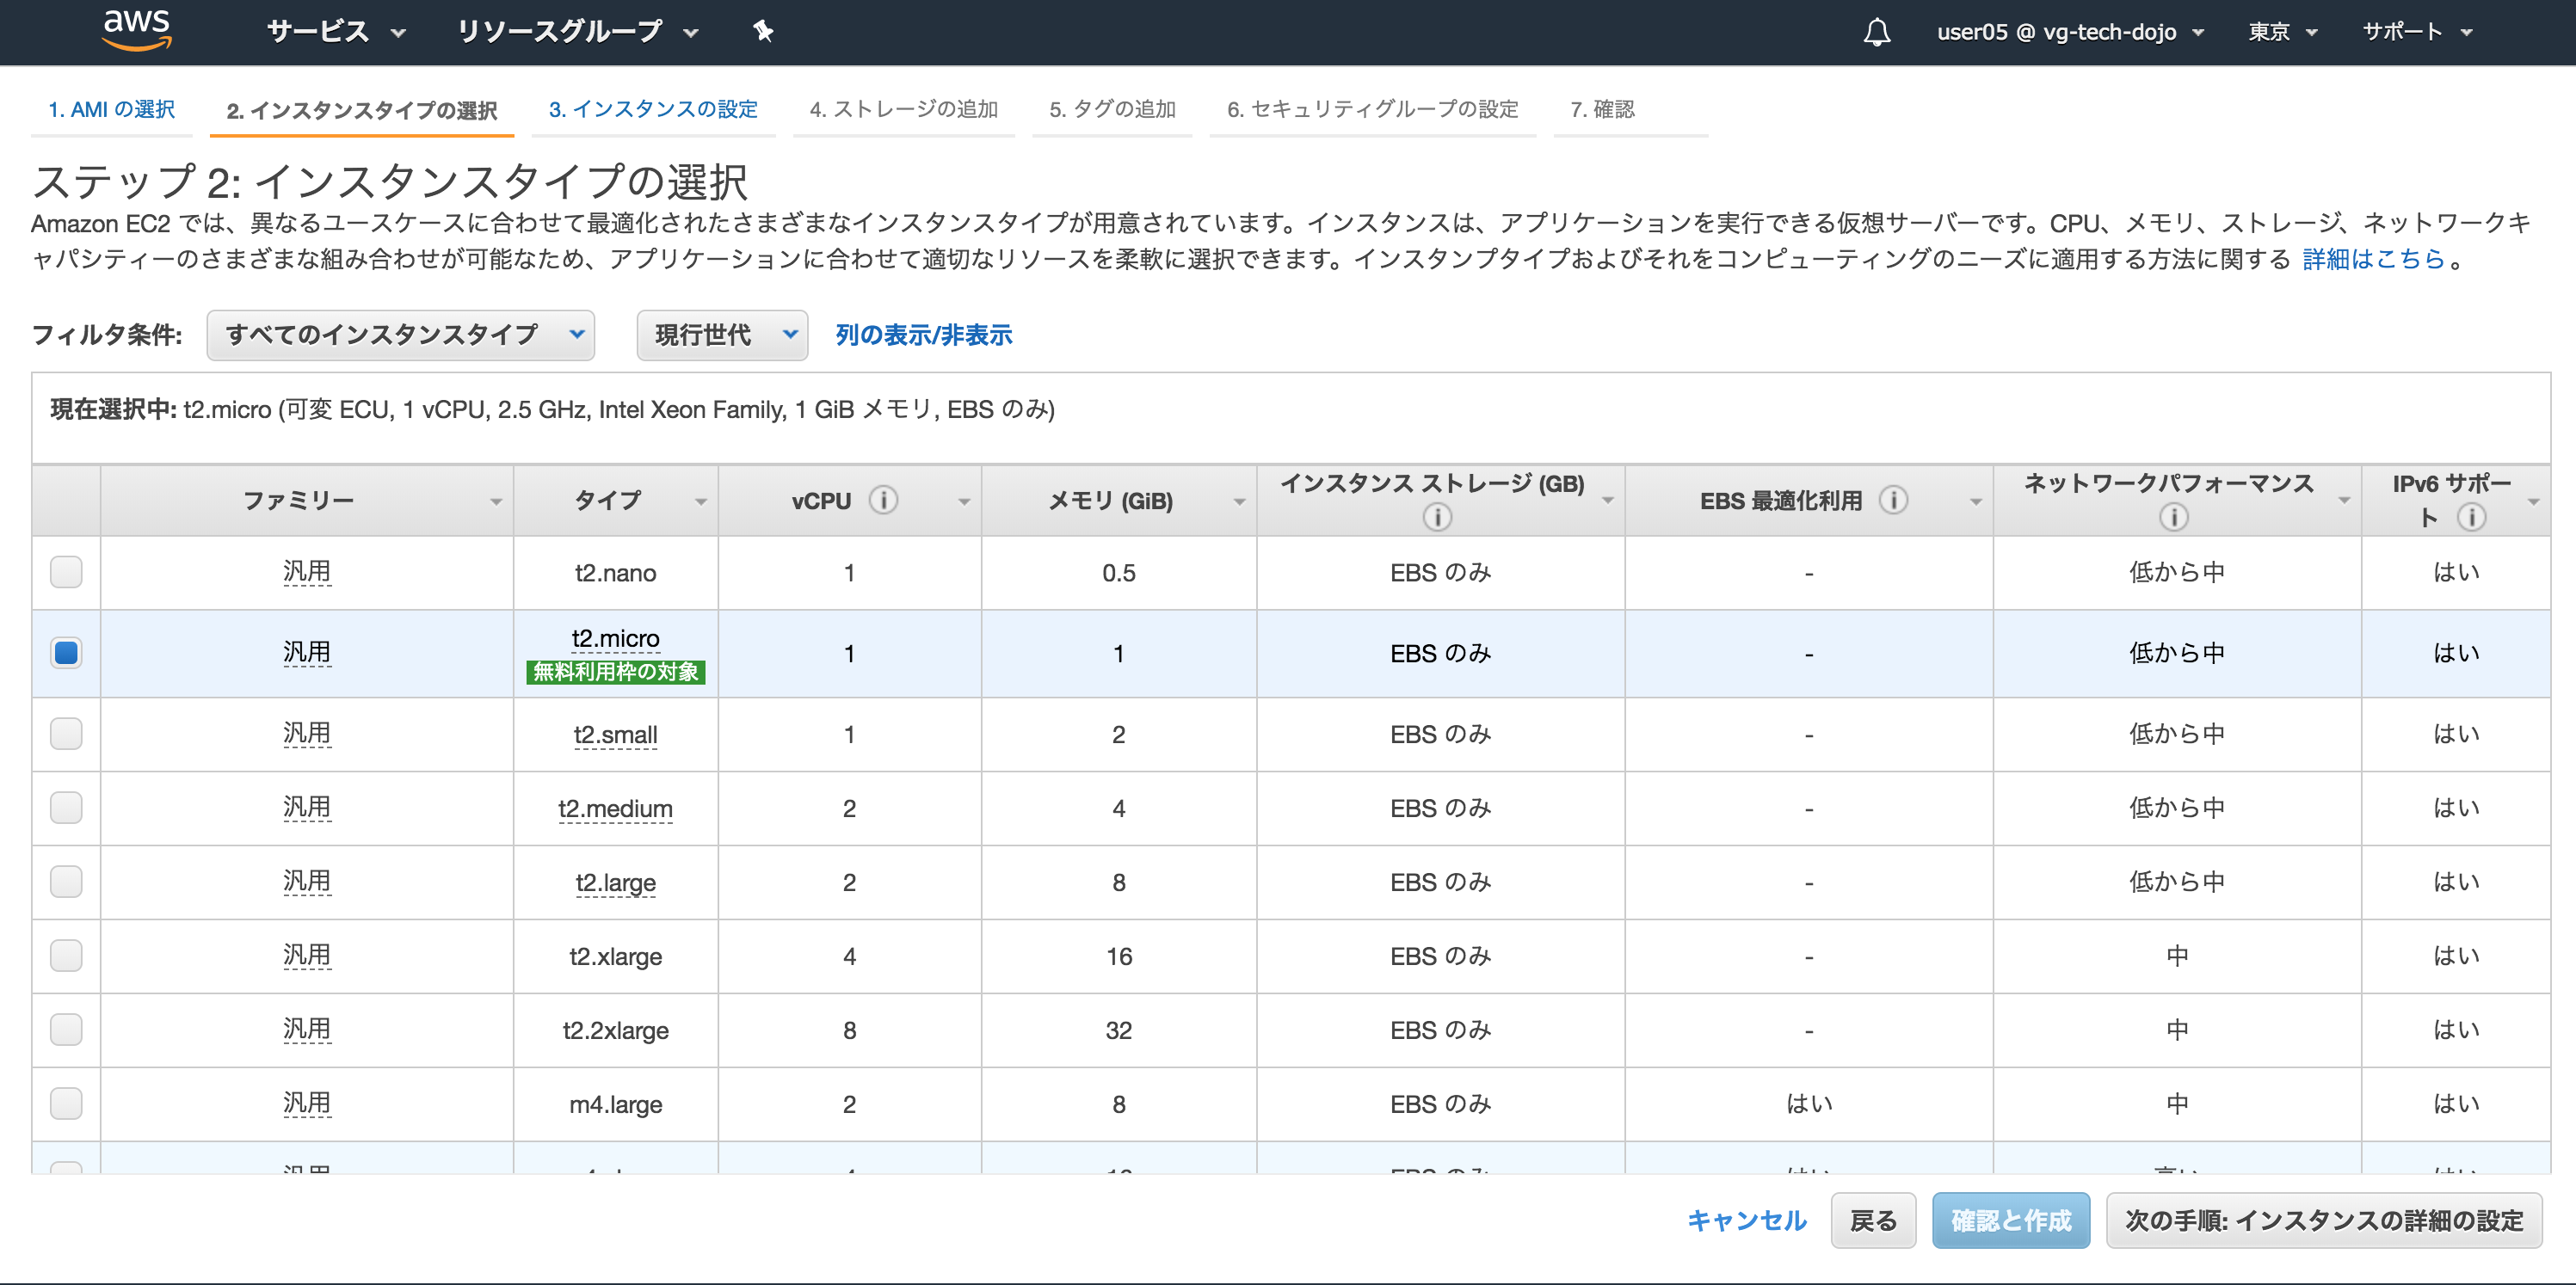 aws サービス リソースグループ user05 @ vg-tech-dojo 東京 サポート
1. AMI の選択 2. インスタンスタイプの選択 3. インスタンスの設定 4. ストレージの追加 5. タグの追加 6. セキュリティグループの設定 7. 確認
ステップ 2: インスタンスタイプの選択
Amazon EC2 では、異なるユースケースに合わせて最適化されたさまざまなインスタンスタイプが用意されています。インスタンスは、アプリケーションを実行できる仮想サーバーです。CPU、メモリ、ストレージ、ネットワークキ
ャパシティーのさまざまな組み合わせが可能なため、アプリケーションに合わせて適切なリソースを柔軟に選択できます。インスタンプタイプおよびそれをコンピューティングのニーズに適用する方法に関する 詳細はこちら 。
フィルタ条件: すべてのインスタンスタイプ 現行世代 列の表示/非表示
現在選択中: t2.micro (可変 ECU, 1 vCPU, 2.5 GHz, Intel Xeon Family, 1 GiB メモリ, EBS のみ)
ファミリー タイプ vCPU メモリ (GiB) インスタンス ストレージ (GB) EBS 最適化利用 ネットワークパフォーマンス IPv6 サポート
汎用 t2.nano 1 0.5 EBS のみ - 低から中 はい
汎用 t2.micro 1 1 EBS のみ - 低から中 はい
無料利用枠の対象
汎用 t2.small 1 2 EBS のみ - 低から中 はい
汎用 t2.medium 2 4 EBS のみ - 低から中 はい
汎用 t2.large 2 8 EBS のみ - 低から中 はい
汎用 t2.xlarge 4 16 EBS のみ - 中 はい
汎用 t2.2xlarge 8 32 EBS のみ - 中 はい
汎用 m4.large 2 8 EBS のみ はい 中 はい
キャンセル 戻る 確認と作成 次の手順: インスタンスの詳細の設定